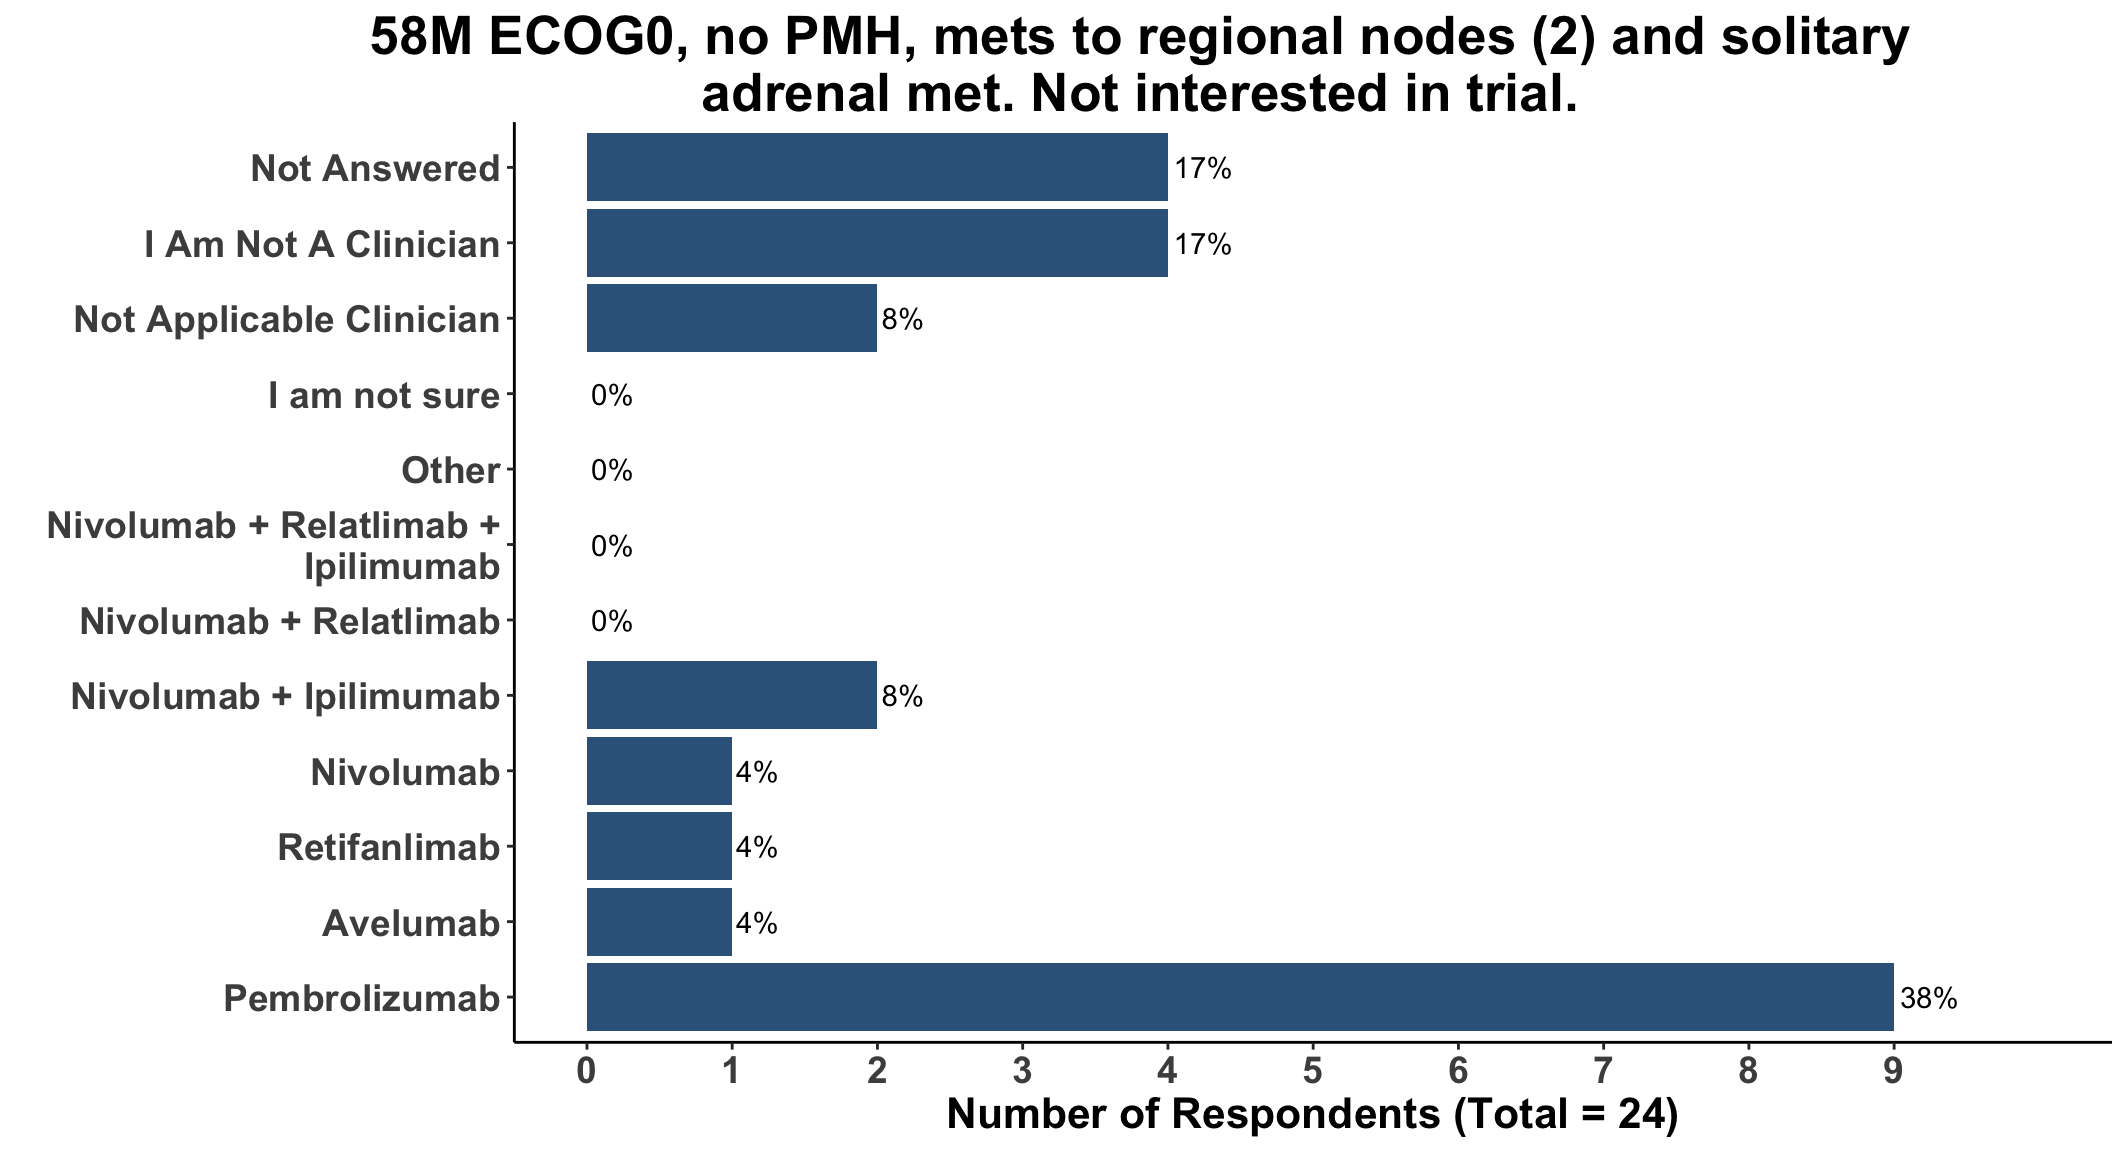 58M ECOG0, no PMH, mets to regional nodes (2) and solitary
adrenal met. Not interested in trial.
Not Answered
17%
I Am Not A Clinician
17%
Not Applicable Clinician
8%
I am not sure
0%
Other
0%
Nivolumab + Relatlimab +
Ipilimumab
0%
Nivolumab + Relatlimab
0%
Nivolumab + Ipilimumab
8%
Nivolumab
4%
Retifanlimab
4%
Avelumab
4%
Pembrolizumab
38%
0 1 2 3 4 5 6 7 8 9
Number of Respondents (Total = 24)